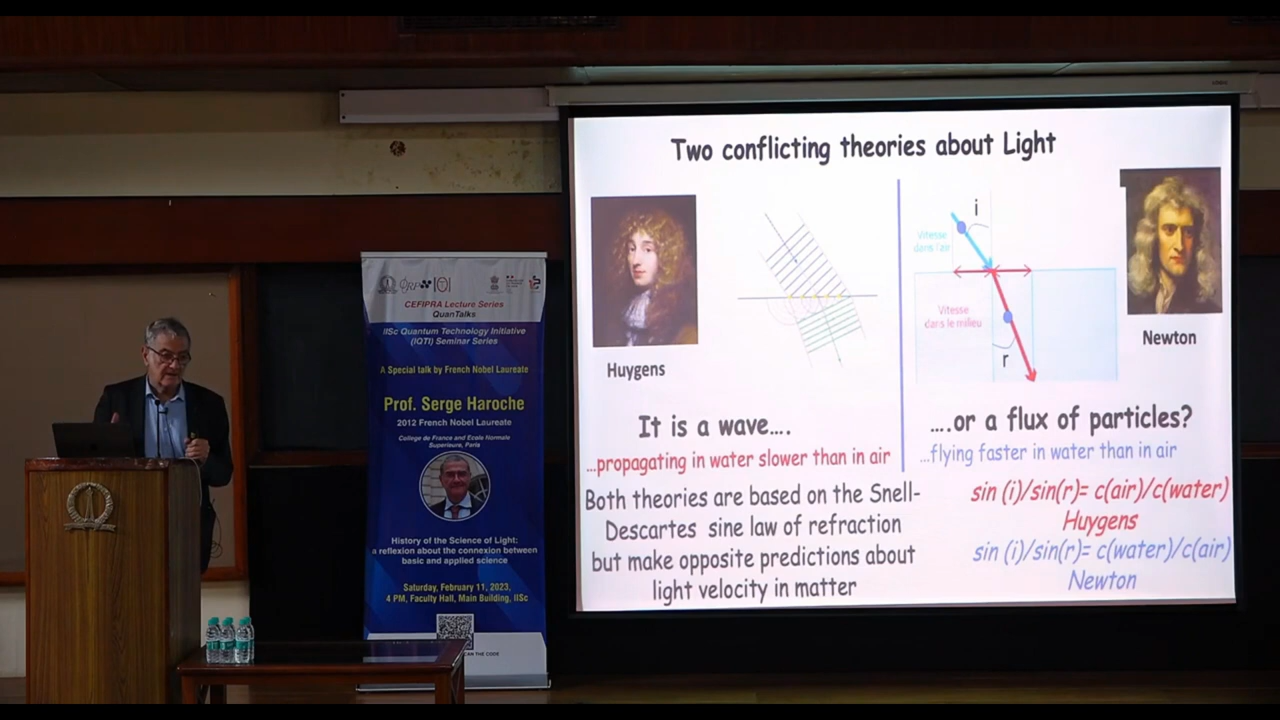 Two conflicting theories about Light
Huygens
i
Vitesse
dans l'air
Vitesse
dans le milieu
r
Newton
It is a wave....
...propagating in water slower than in air
....or a flux of particles?
...flying faster in water than in air
Both theories are based on the Snell-
Descartes sine law of refraction
but make opposite predictions about
light velocity in matter
sin (i)/sin(r)= c(air)/c(water)
Huygens
sin (i)/sin(r)= c(water)/c(air)
Newton
CEFIPRA Lecture Series
QuanTalks
IISc Quantum Technology Initiative
(IQTI) Seminar Series
A Special talk by French Nobel Laureate
Prof. Serge Haroche
2012 French Nobel Laureate
College de France and Ecole Normale
Superieure, Paris
History of the Science of Light:
a reflexion about the connexion between
basic and applied science
Saturday, February 11, 2023,
4 PM, Faculty Hall, Main Building, IISc
CAN THE CODE